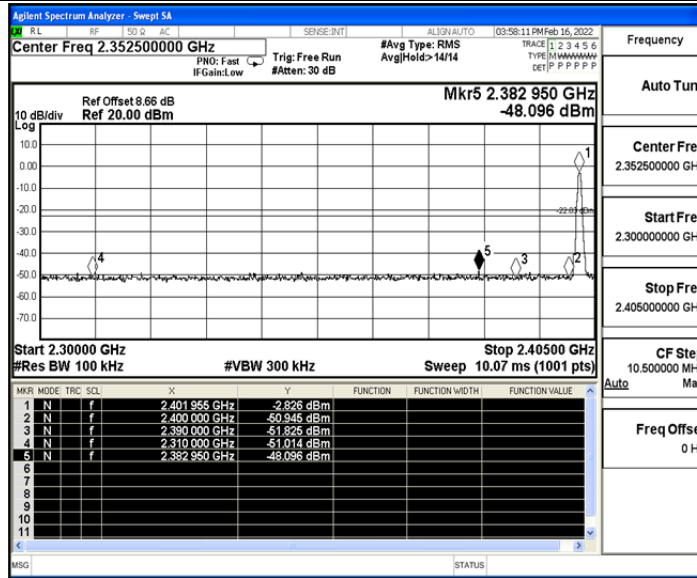 Agilent Spectrum Analyzer - Swept SA
RL RF 50 Ω AC SENSE:INT ALIGN AUTO 03:58:11 PM Feb 16, 2022
Center Freq 2.352500000 GHz #Avg Type: RMS TRACE 1 2 3 4 5 6
PNO: Fast Trig: Free Run Avg|Hold:> 14/14 TYPE M WWWWW
IFGain:Low #Atten: 30 dB DET P P P P P P
Frequency
Auto Tun
Mkr5 2.382 950 GHz
Ref Offset 8.66 dB
10 dB/div Ref 20.00 dBm -48.096 dBm
Log
10.0
0.00
-10.0
-20.0
-30.0
-40.0
-50.0
-60.0
-70.0
1
-22.83 dBm
4 5 3 2
Start 2.30000 GHz Stop 2.40500 GHz
#Res BW 100 kHz #VBW 300 kHz Sweep 10.07 ms (1001 pts)
Center Fre
2.352500000 GH
Start Fre
2.300000000 GH
Stop Fre
2.405000000 GH
CF Ste
10.500000 MH
Auto Ma
Freq Offse
0 H
MKR MODE TRC SCL X Y FUNCTION FUNCTION WIDTH FUNCTION VALUE
1 N f 2.401 955 GHz -2.826 dBm
2 N f 2.400 000 GHz -50.945 dBm
3 N f 2.390 000 GHz -51.825 dBm
4 N f 2.310 000 GHz -51.014 dBm
5 N f 2.382 950 GHz -48.096 dBm
6
7
8
9
10
11
MSG STATUS